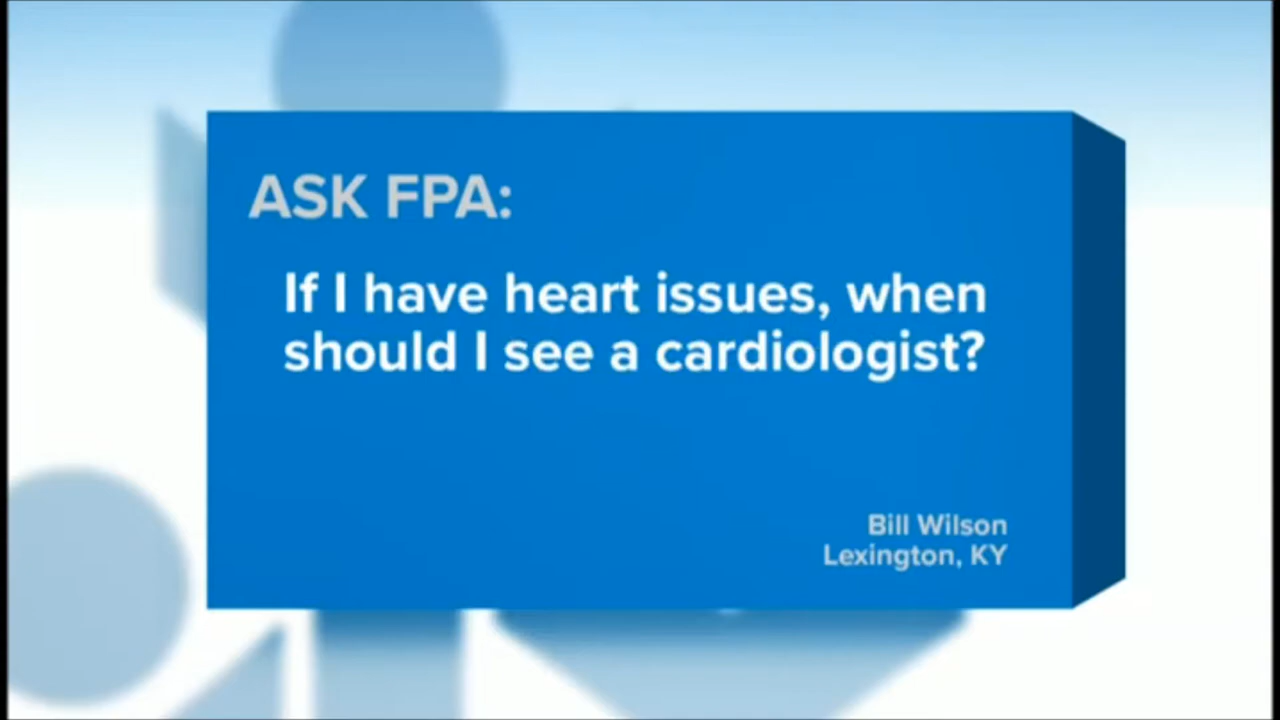 ASK FPA:
If I have heart issues, when
should I see a cardiologist?
Bill Wilson
Lexington, KY